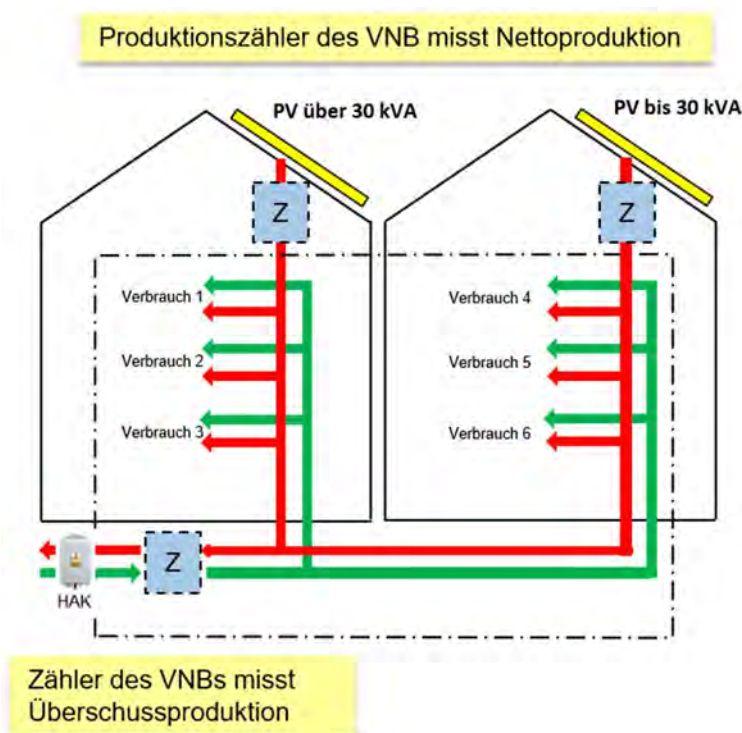 Produktionszähler des VNB misst Nettoproduktion
PV über 30 kVA
PV bis 30 kVA
Z
Z
Verbrauch 1
Verbrauch 4
Verbrauch 2
Verbrauch 5
Verbrauch 3
Verbrauch 6
Z
HAK
Zähler des VNBs misst
Überschussproduktion